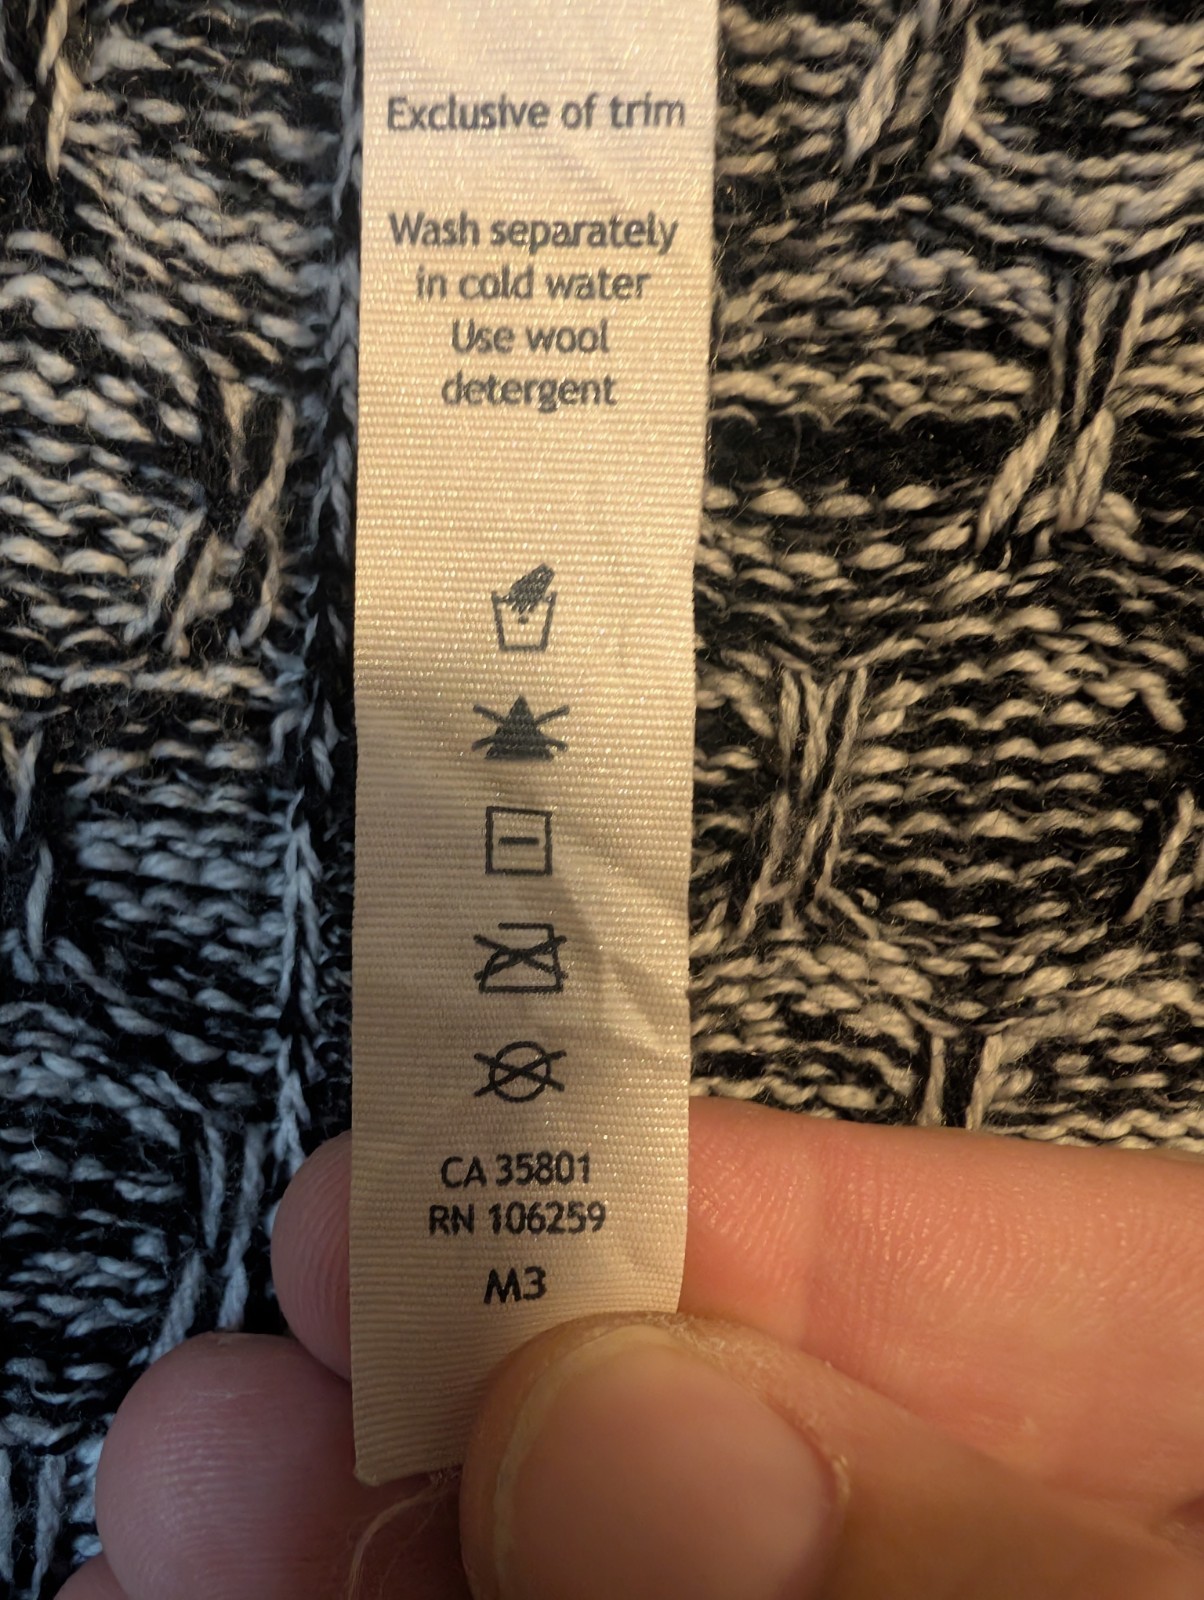 Exclusive of trim
Wash separately
in cold water
Use wool
detergent
CA 35801
RN 106259
M3